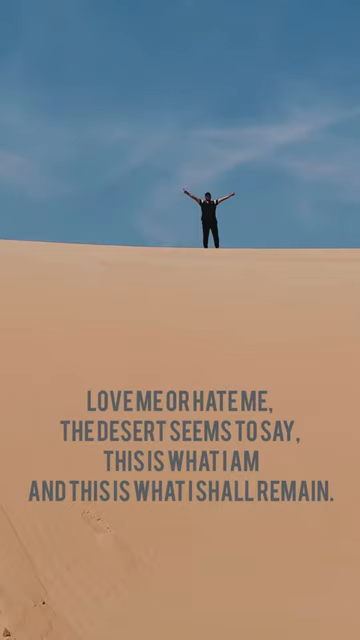 LOVE ME OR HATE ME,
THE DESERT SEEMS TO SAY,
THIS IS WHAT I AM
AND THIS IS WHAT I SHALL REMAIN.